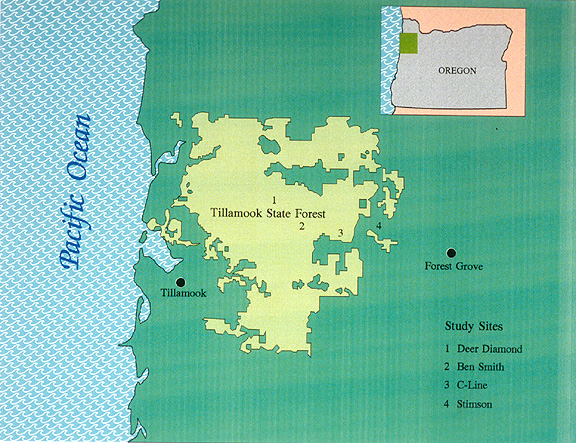 OREGON
Pacific Ocean
1
Tillamook State Forest
2
3
4
Forest Grove
Tillamook
Study Sites
1 Deer Diamond
2 Ben Smith
3 C-Line
4 Stimson